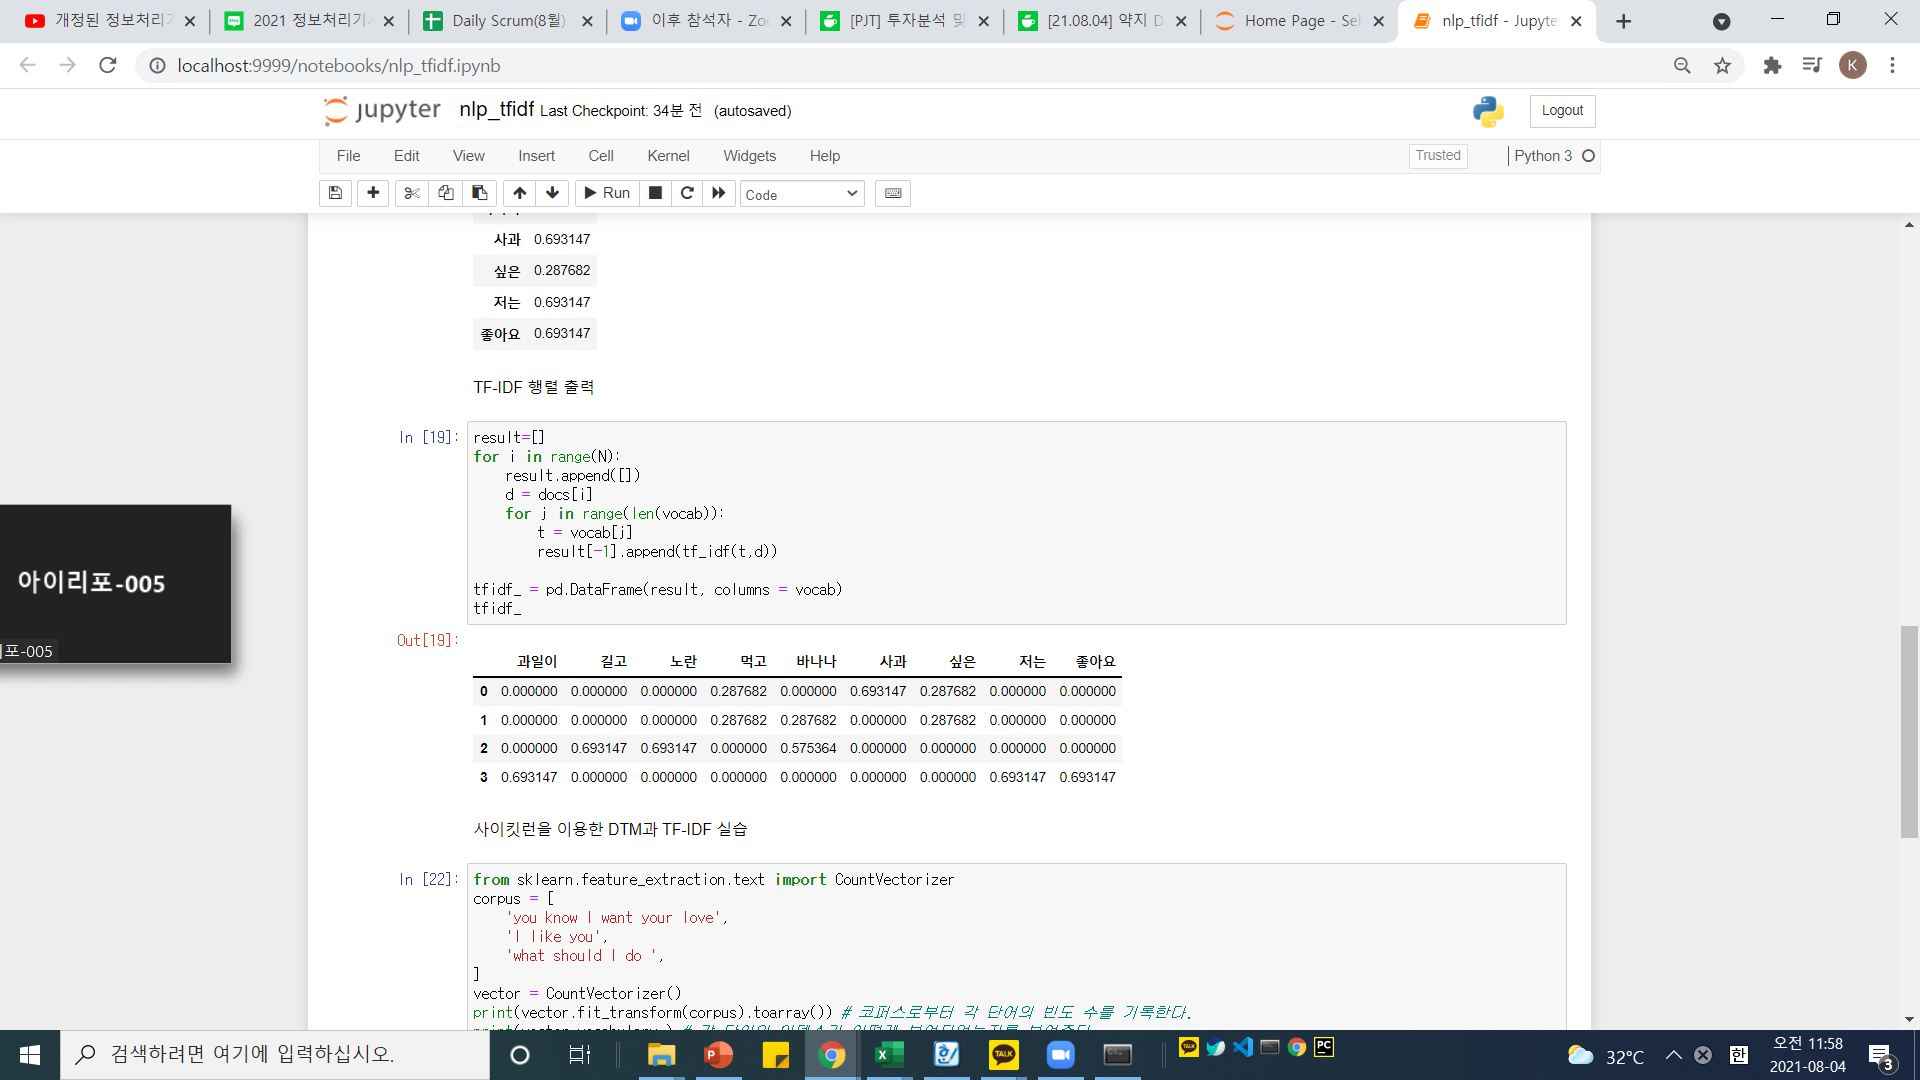 개정된 정보처리기
2021 정보처리기사
Daily Scrum(8월)
이후 참석자 - Zoo
[PJT] 투자분석 및
[21.08.04] 약지 D
Home Page - Sel
nlp_tfidf - Jupyte
localhost:9999/notebooks/nlp_tfidf.ipynb
K
jupyter nlp_tfidf Last Checkpoint: 34분 전 (autosaved)
Logout
File Edit View Insert Cell Kernel Widgets Help
Trusted
Python 3
Run
Code
사과 0.693147
싶은 0.287682
저는 0.693147
좋아요 0.693147
TF-IDF 행렬 출력
In [19]:
result=[]
for i in range(N):
    result.append([])
    d = docs[i]
    for j in range(len(vocab)):
        t = vocab[j]
        result[-1].append(tf_idf(t,d))
tfidf_ = pd.DataFrame(result, columns = vocab)
tfidf_
아이리포-005
포-005
Out[19]:
과일이 길고 노란 먹고 바나나 사과 싶은 저는 좋아요
0 0.000000 0.000000 0.000000 0.287682 0.000000 0.693147 0.287682 0.000000 0.000000
1 0.000000 0.000000 0.000000 0.287682 0.287682 0.000000 0.287682 0.000000 0.000000
2 0.000000 0.693147 0.693147 0.000000 0.575364 0.000000 0.000000 0.000000 0.000000
3 0.693147 0.000000 0.000000 0.000000 0.000000 0.000000 0.000000 0.693147 0.693147
사이킷런을 이용한 DTM과 TF-IDF 실습
In [22]:
from sklearn.feature_extraction.text import CountVectorizer
corpus = [
    'you know I want your love',
    'I like you',
    'what should I do ',
]
vector = CountVectorizer()
print(vector.fit_transform(corpus).toarray()) # 코퍼스로부터 각 단어의 빈도 수를 기록한다.
검색하려면 여기에 입력하십시오.
TALK
TALK
PC
32°C
한
오전 11:58
2021-08-04
3